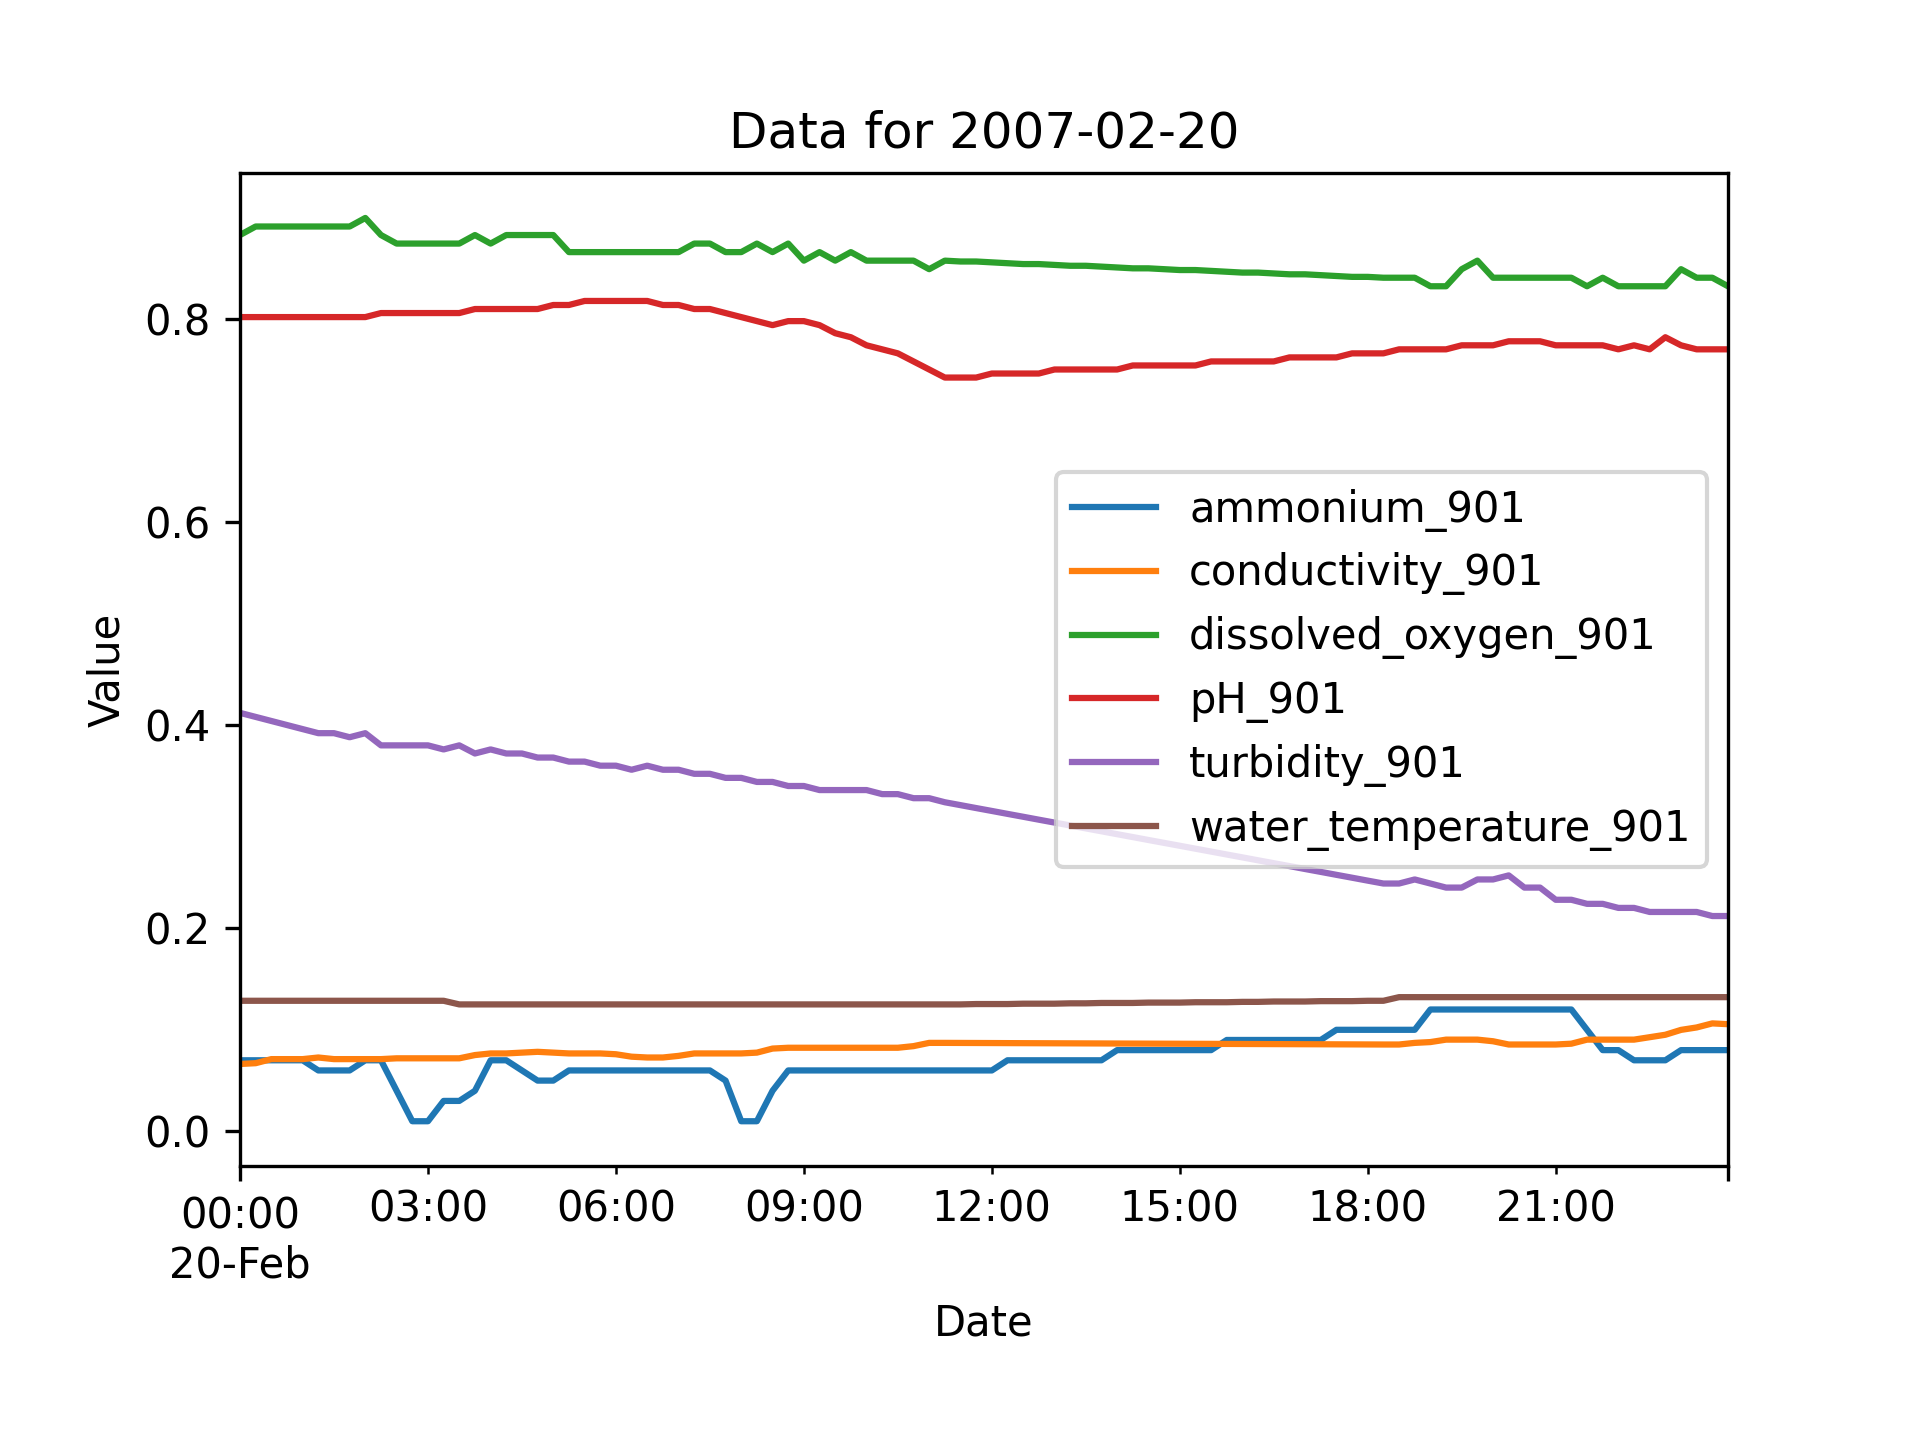 Data for 2007-02-20
Value
0.8
0.6
0.4
0.2
0.0
ammonium_901
conductivity_901
dissolved_oxygen_901
pH_901
turbidity_901
water_temperature_901
00:00 03:00 06:00 09:00 12:00 15:00 18:00 21:00
20-Feb
Date